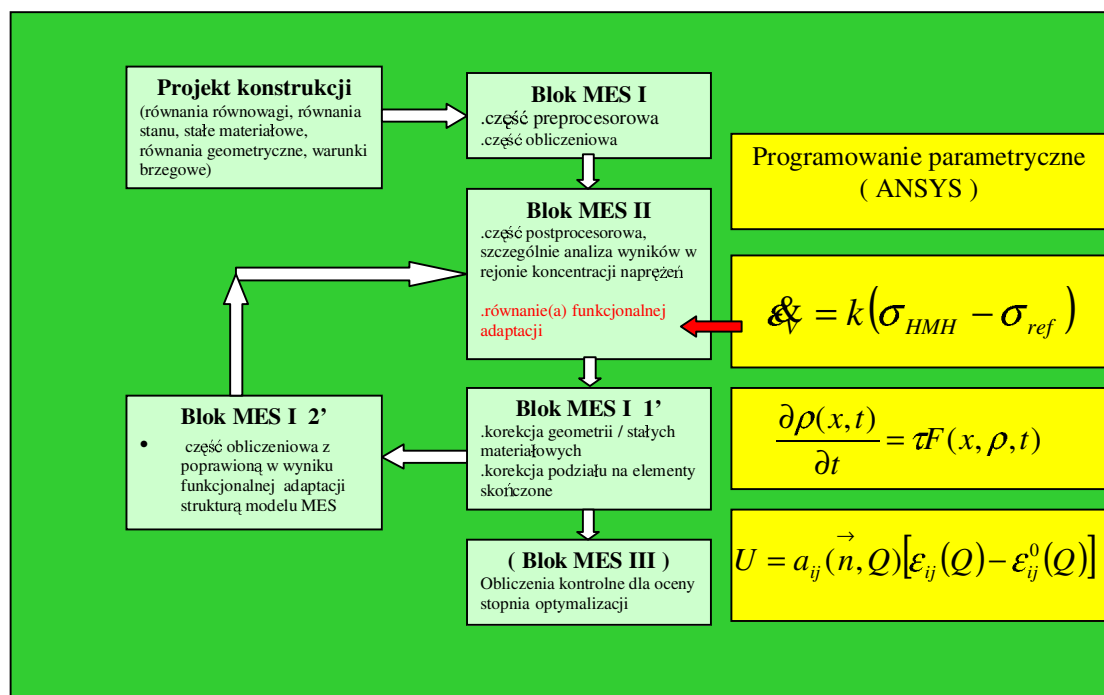 Projekt konstrukcji
(równania równowagi, równania
stanu, stałe materiałowe,
równania geometryczne, warunki
brzegowe)
Blok MES I
.część preprocesorowa
.część obliczeniowa
Programowanie parametryczne
( ANSYS )
Blok MES II
.część postprocesorowa,
szczególnie analiza wyników w
rejonie koncentracji naprężeń
.równanie(a) funkcjonalnej
adaptacji
ε&_V = k(σ_HMH − σ_ref)
Blok MES I 2’
• część obliczeniowa z
poprawioną w wyniku
funkcjonalnej adaptacji
strukturą modelu MES
Blok MES I 1’
.korekcja geometrii / stałych
materiałowych
.korekcja podziału na elementy
skończone
∂ρ(x,t)/∂t = τF(x, ρ, t)
( Blok MES III )
Obliczenia kontrolne dla oceny
stopnia optymalizacji
U = a_ij(n⃗, Q)[ε_ij(Q) − ε_ij^0(Q)]